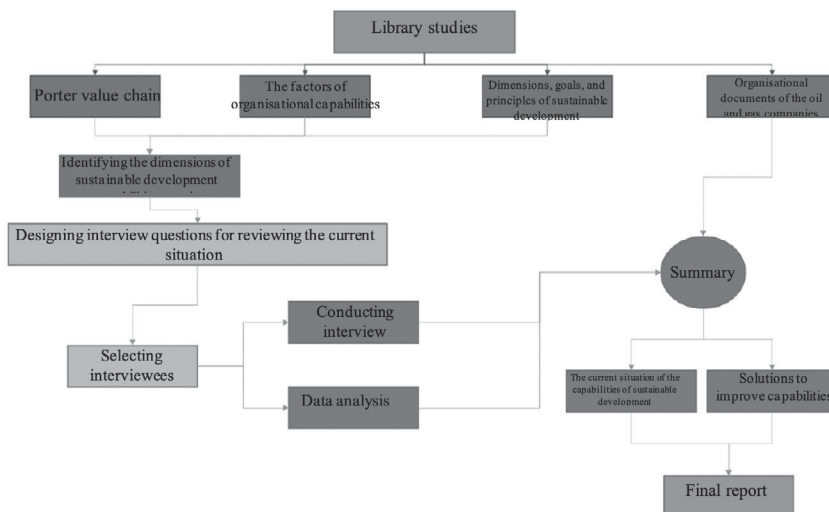 Library studies
Porter value chain
The factors of
organisational capabilities
Dimensions, goals, and
principles of sustainable
development
Organisational
documents of the oil
and gas companies
Identifying the dimensions of
sustainable development
Designing interview questions for reviewing the current
situation
Summary
Conducting
interview
Selecting
interviewees
Data analysis
The current situation of the
capabilities of sustainable
development
Solutions to
improve capabilities
Final report